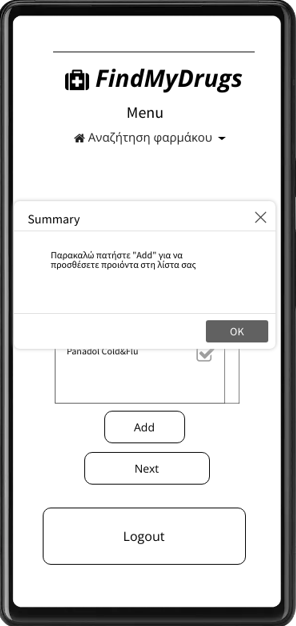 FindMyDrugs
Menu
Αναζήτηση φαρμάκου
Summary
Παρακαλώ πατήστε "Add" για να
προσθέσετε προιόντα στη λίστα σας
OK
Panadol Cold&Flu
Add
Next
Logout